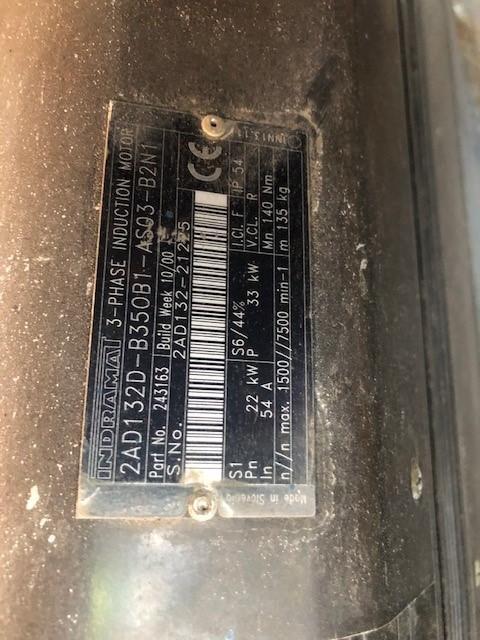 INDRAMAT 3-PHASE INDUCTION MOTOR
2AD132D-B350B1-AS03-B2N1
Part No. 243163 Build Week 10/00
S.No. 2AD132-21275
CE
S1 S6/44% I.CL. F IP 54
Pn 22 kW P 33 kW V.CL. R
In 54 A Mn 140 Nm
n//n max. 1500//7500 min-1 m 135 kg
Made in Slovenia